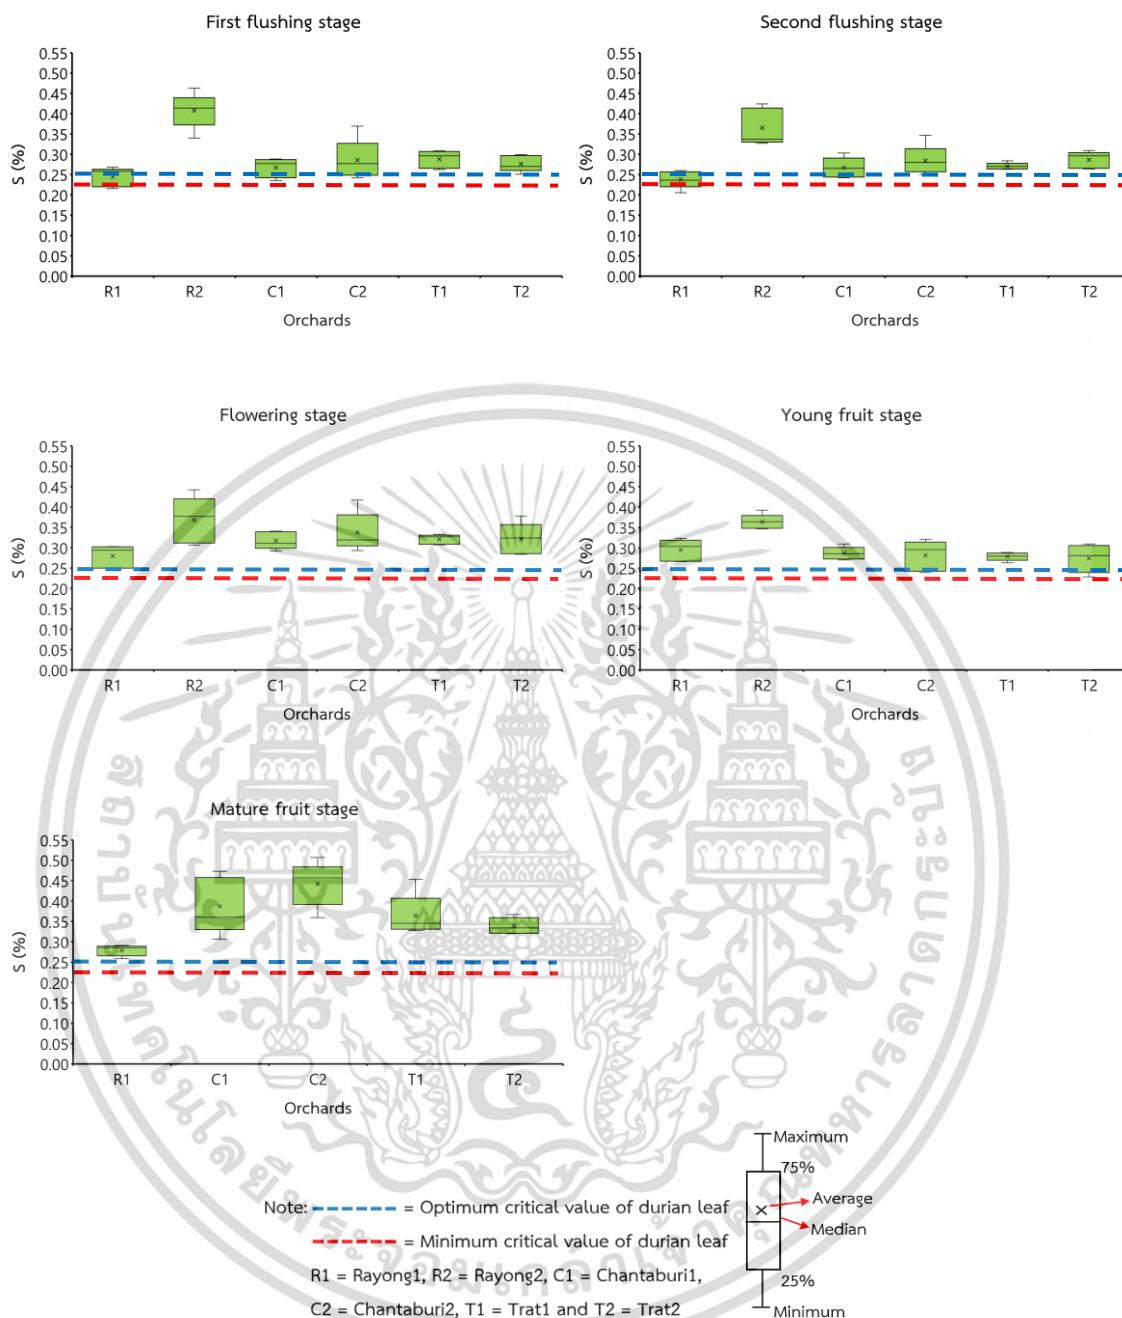 First flushing stage
0.55
0.50
0.45
0.40
0.35
0.30
0.25
0.20
0.15
0.10
0.05
0.00
S (%)
R1 R2 C1 C2 T1 T2
Orchards
Second flushing stage
0.55
0.50
0.45
0.40
0.35
0.30
0.25
0.20
0.15
0.10
0.05
0.00
S (%)
R1 R2 C1 C2 T1 T2
Orchards
Flowering stage
0.55
0.50
0.45
0.40
0.35
0.30
0.25
0.20
0.15
0.10
0.05
0.00
S (%)
R1 R2 C1 C2 T1 T2
Orchards
Young fruit stage
0.55
0.50
0.45
0.40
0.35
0.30
0.25
0.20
0.15
0.10
0.05
0.00
S (%)
R1 R2 C1 C2 T1 T2
Orchards
Mature fruit stage
0.55
0.50
0.45
0.40
0.35
0.30
0.25
0.20
0.15
0.10
0.05
0.00
S (%)
R1 C1 C2 T1 T2
Orchards
Note: = Optimum critical value of durian leaf
= Minimum critical value of durian leaf
R1 = Rayong1, R2 = Rayong2, C1 = Chantaburi1,
C2 = Chantaburi2, T1 = Trat1 and T2 = Trat2
Maximum
75%
Average
Median
25%
Minimum